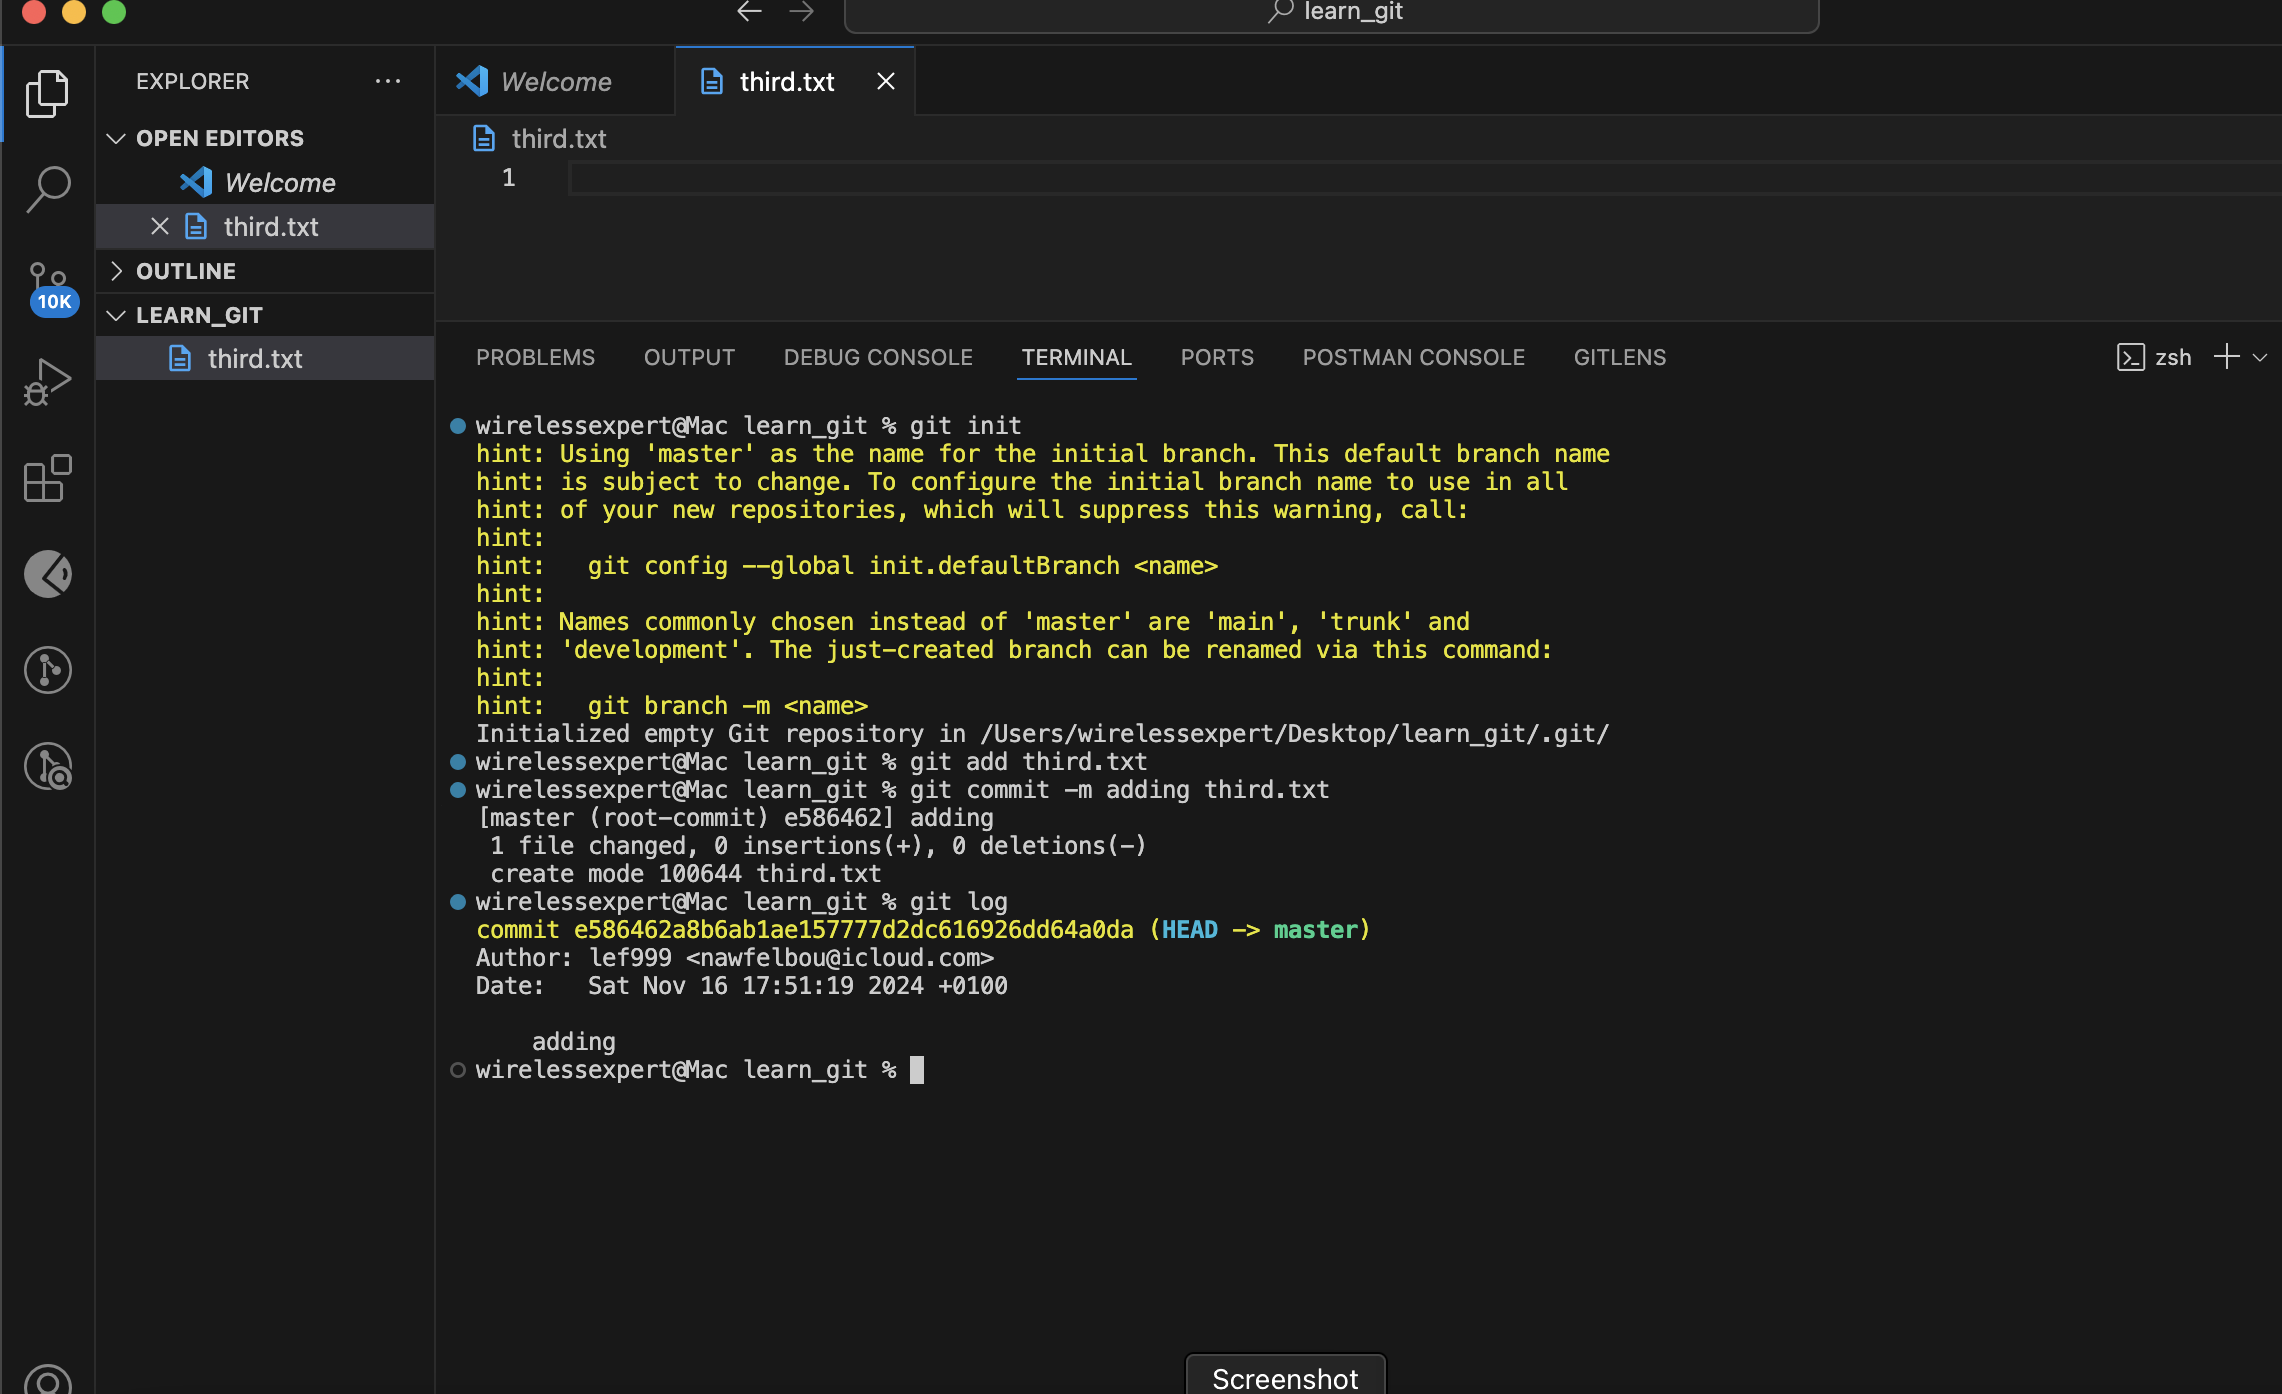 learn_git
EXPLORER
Welcome
third.txt
OPEN EDITORS
third.txt
Welcome
1
third.txt
OUTLINE
10K
LEARN_GIT
third.txt
PROBLEMS OUTPUT DEBUG CONSOLE TERMINAL PORTS POSTMAN CONSOLE GITLENS zsh
wirelessexpert@Mac learn_git % git init
hint: Using 'master' as the name for the initial branch. This default branch name
hint: is subject to change. To configure the initial branch name to use in all
hint: of your new repositories, which will suppress this warning, call:
hint:
hint:   git config --global init.defaultBranch <name>
hint:
hint: Names commonly chosen instead of 'master' are 'main', 'trunk' and
hint: 'development'. The just-created branch can be renamed via this command:
hint:
hint:   git branch -m <name>
Initialized empty Git repository in /Users/wirelessexpert/Desktop/learn_git/.git/
wirelessexpert@Mac learn_git % git add third.txt
wirelessexpert@Mac learn_git % git commit -m adding third.txt
[master (root-commit) e586462] adding
 1 file changed, 0 insertions(+), 0 deletions(-)
 create mode 100644 third.txt
wirelessexpert@Mac learn_git % git log
commit e586462a8b6ab1ae157777d2dc616926dd64a0da (HEAD -> master)
Author: lef999 <nawfelbou@icloud.com>
Date:   Sat Nov 16 17:51:19 2024 +0100
    adding
wirelessexpert@Mac learn_git %
Screenshot